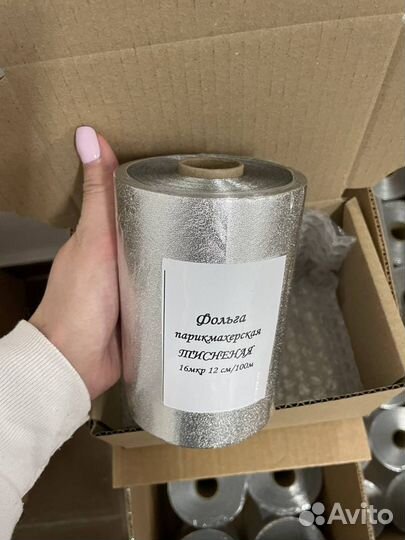 Фольга
парикмахерская
ТИСНЕНАЯ
16мкр 12 см/100м
Avito